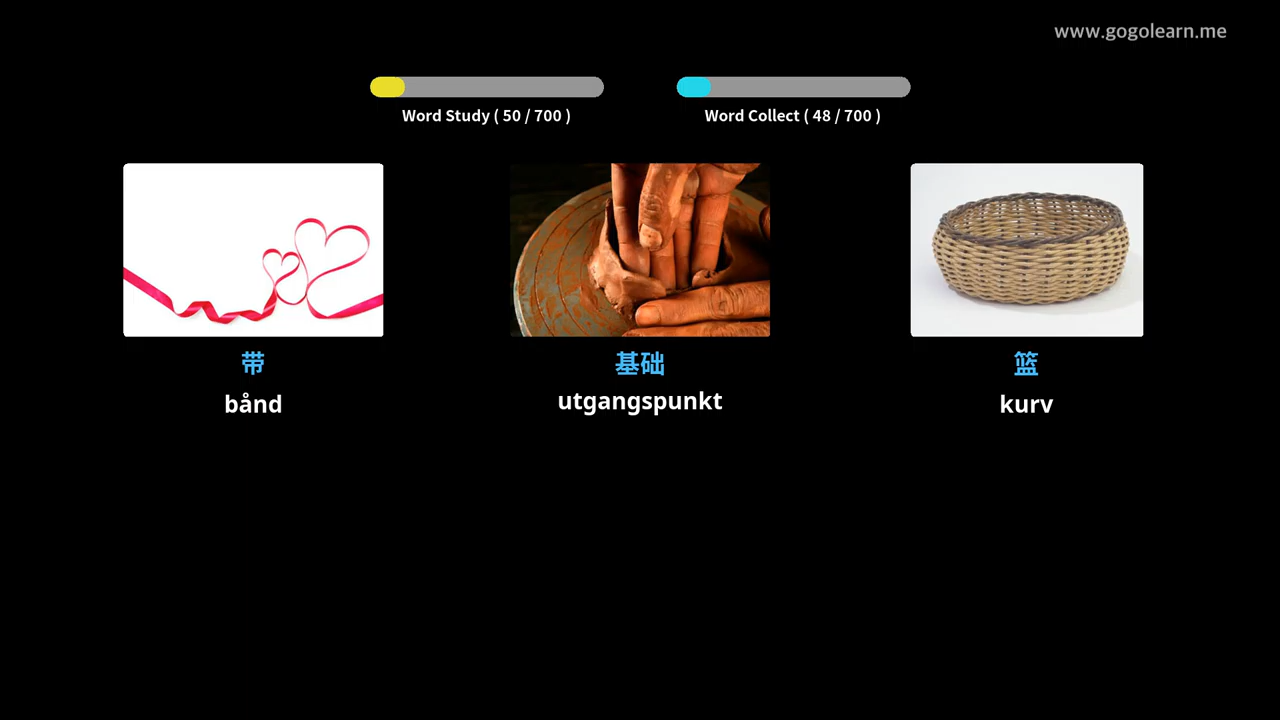 www.gogolearn.me
Word Study ( 50 / 700 )
Word Collect ( 48 / 700 )
带
bånd
基础
utgangspunkt
篮
kurv